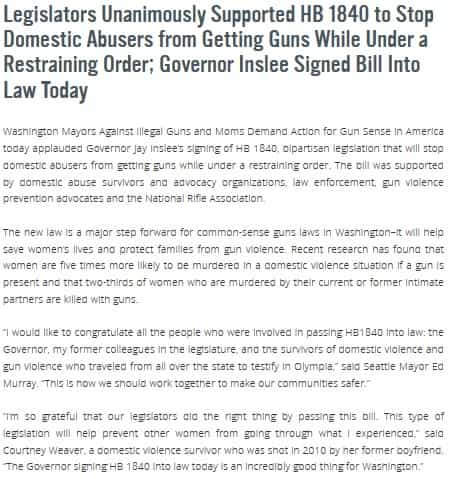 Legislators Unanimously Supported HB 1840 to Stop
Domestic Abusers from Getting Guns While Under a
Restraining Order; Governor Inslee Signed Bill Into
Law Today
Washington Mayors Against Illegal Guns and Moms Demand Action for Gun Sense in America
today applauded Governor Jay Inslee's signing of HB 1840, bipartisan legislation that will stop
domestic abusers from getting guns while under a restraining order. The bill was supported
by domestic abuse survivors and advocacy organizations, law enforcement, gun violence
prevention advocates and the National Rifle Association.
The new law is a major step forward for common-sense guns laws in Washington–it will help
save women's lives and protect families from gun violence. Recent research has found that
women are five times more likely to be murdered in a domestic violence situation if a gun is
present and that two-thirds of women who are murdered by their current or former intimate
partners are killed with guns.
"I would like to congratulate all the people who were involved in passing HB1840 into law: the
Governor, my former colleagues in the legislature, and the survivors of domestic violence and
gun violence who traveled from all over the state to testify in Olympia," said Seattle Mayor Ed
Murray. "This is now we should work together to make our communities safer."
"I'm so grateful that our legislators did the right thing by passing this bill. This type of
legislation will help prevent other women from going through what I experienced," said
Courtney Weaver, a domestic violence survivor who was shot in 2010 by her former boyfriend.
"The Governor signing HB 1840 into law today is an incredibly good thing for Washington."